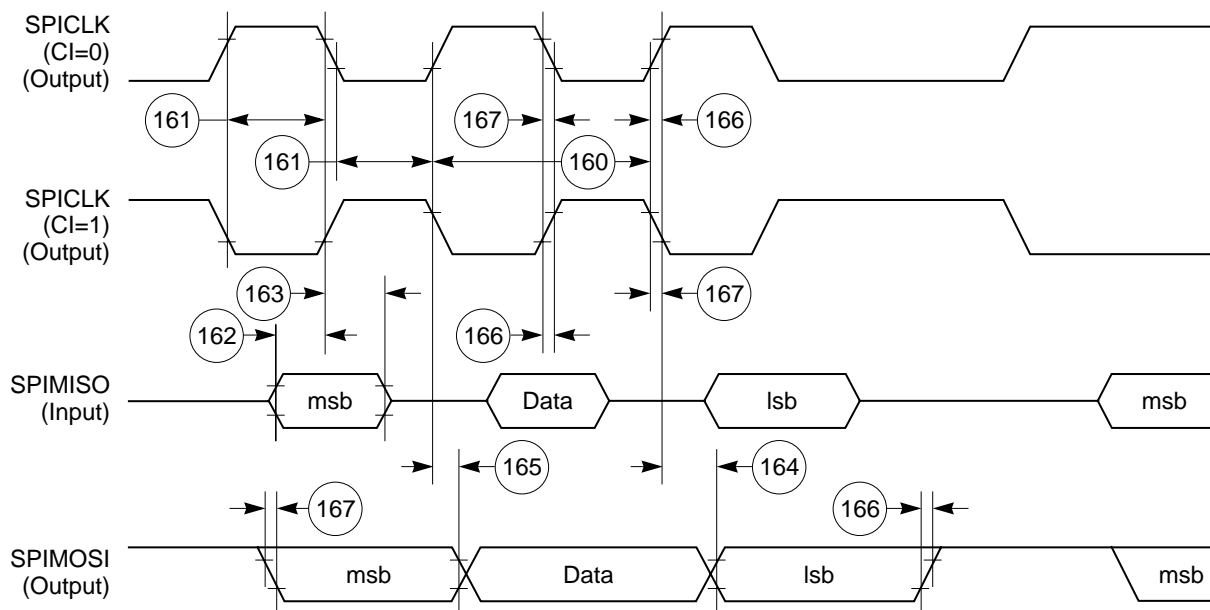 SPICLK
(CI=0)
(Output)
161
167
166
161
160
SPICLK
(CI=1)
(Output)
163
167
162
166
SPIMISO
(Input)
msb
Data
lsb
msb
165
164
167
166
SPIMOSI
(Output)
msb
Data
lsb
msb